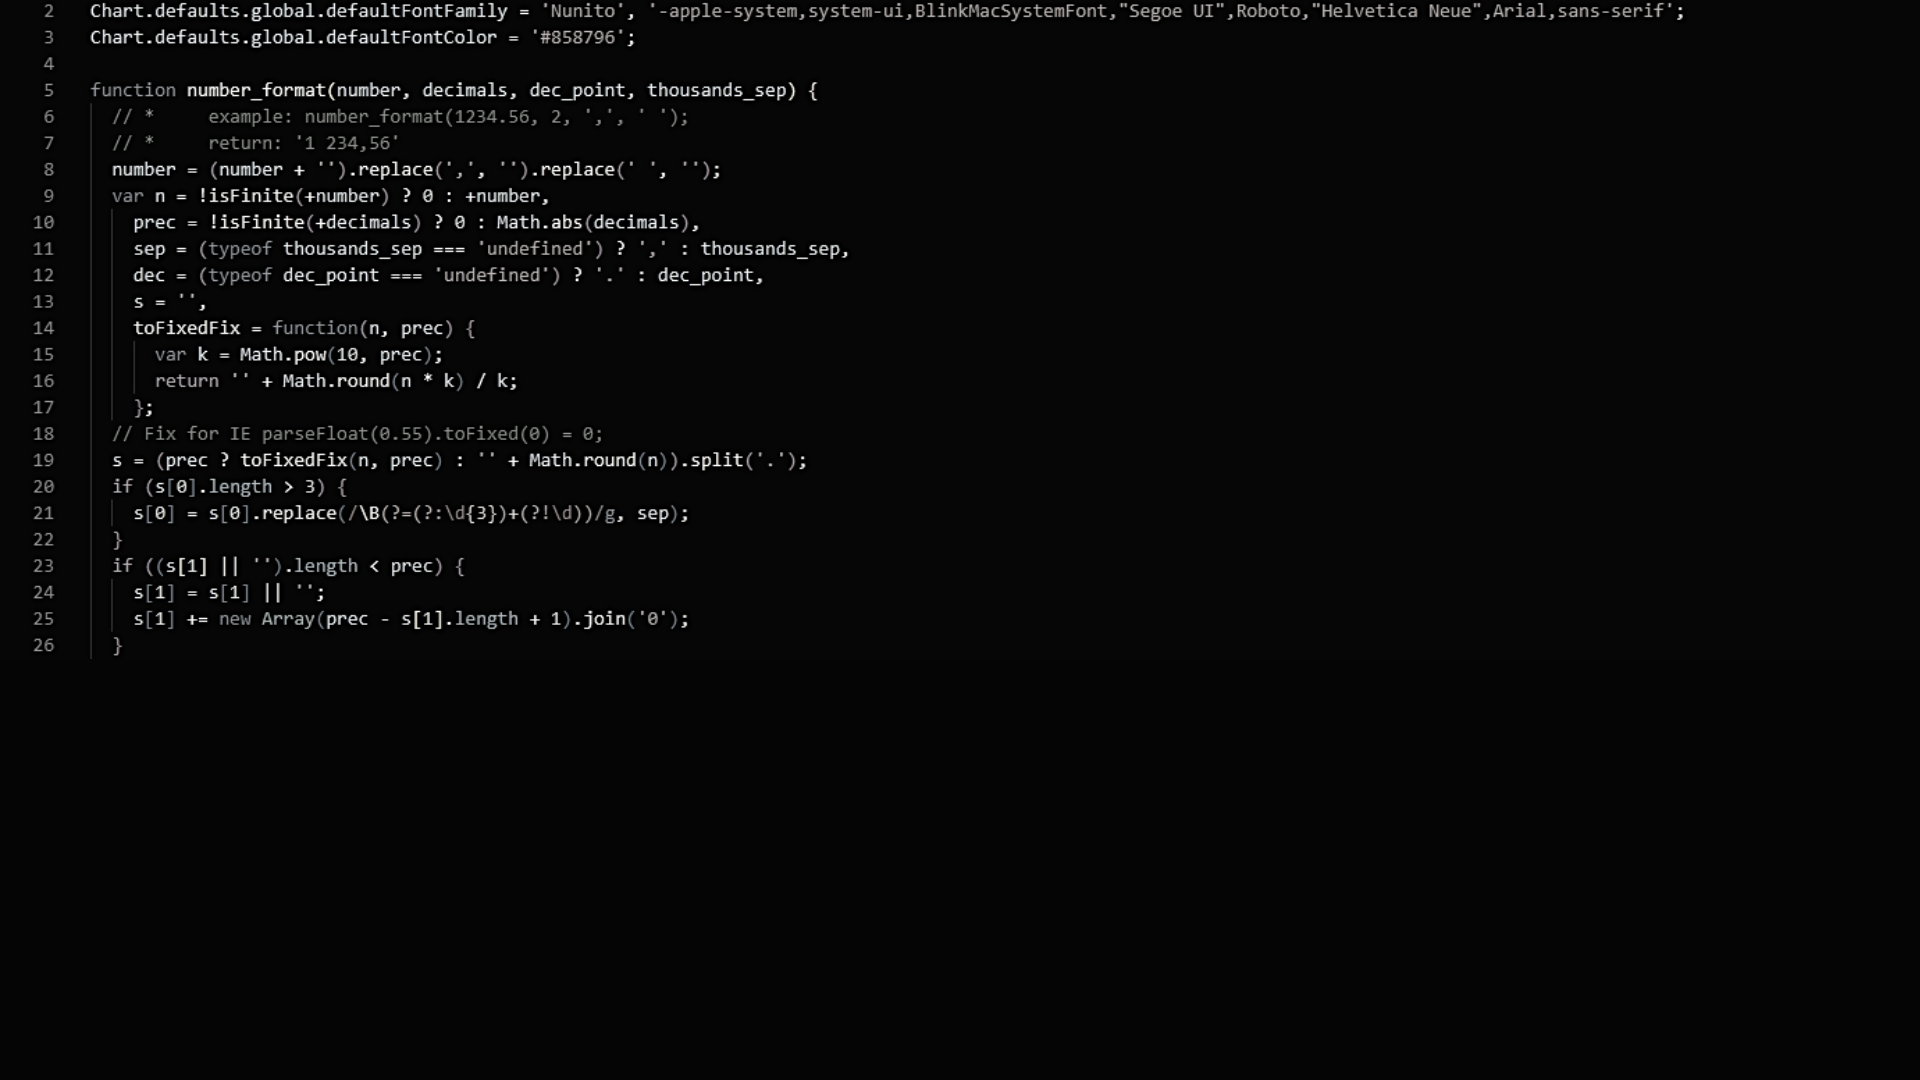 2 Chart.defaults.global.defaultFontFamily = 'Nunito', '-apple-system,system-ui,BlinkMacSystemFont,"Segoe UI",Roboto,"Helvetica Neue",Arial,sans-serif';
3 Chart.defaults.global.defaultFontColor = '#858796';
4
5 function number_format(number, decimals, dec_point, thousands_sep) {
6   // *     example: number_format(1234.56, 2, ',', ' ');
7   // *     return: '1 234,56'
8   number = (number + '').replace(',', '').replace(' ', '');
9   var n = !isFinite(+number) ? 0 : +number,
10     prec = !isFinite(+decimals) ? 0 : Math.abs(decimals),
11     sep = (typeof thousands_sep === 'undefined') ? ',' : thousands_sep,
12     dec = (typeof dec_point === 'undefined') ? '.' : dec_point,
13     s = '',
14     toFixedFix = function(n, prec) {
15       var k = Math.pow(10, prec);
16       return '' + Math.round(n * k) / k;
17     };
18   // Fix for IE parseFloat(0.55).toFixed(0) = 0;
19   s = (prec ? toFixedFix(n, prec) : '' + Math.round(n)).split('.');
20   if (s[0].length > 3) {
21     s[0] = s[0].replace(/\B(?=(?:\d{3})+(?!\d))/g, sep);
22   }
23   if ((s[1] || '').length < prec) {
24     s[1] = s[1] || '';
25     s[1] += new Array(prec - s[1].length + 1).join('0');
26   }